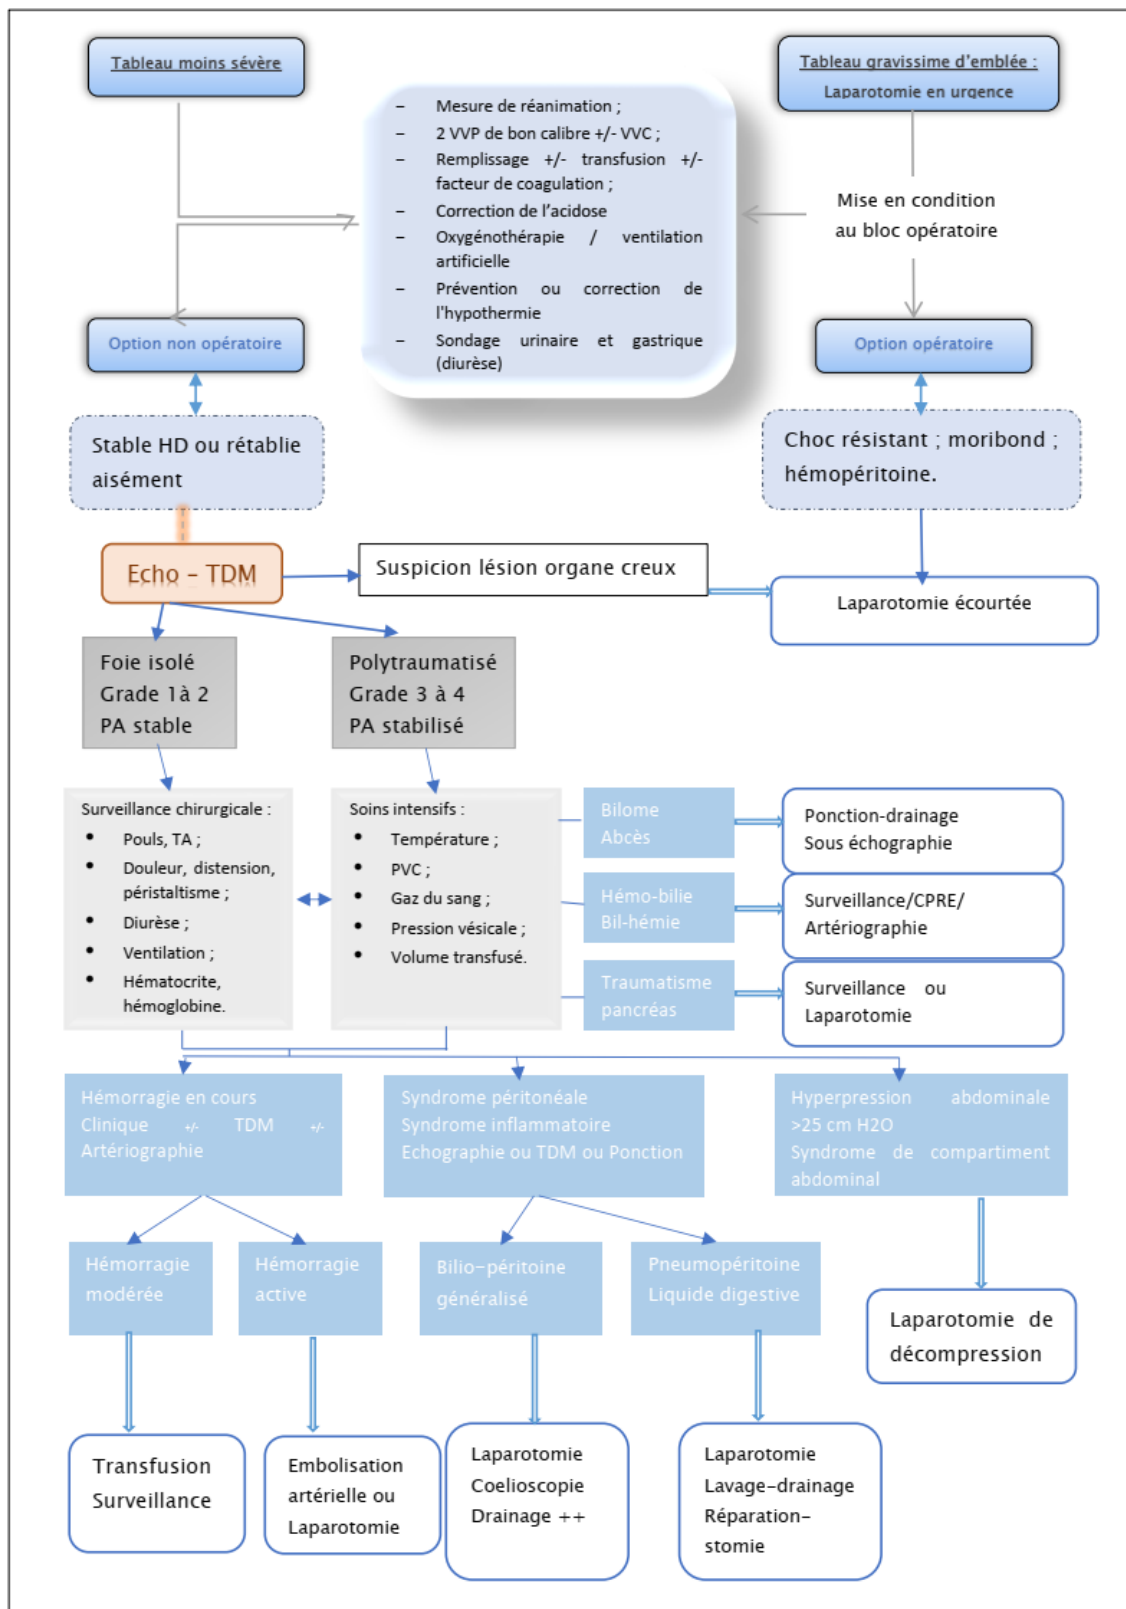 Tableau moins sévère
Tableau gravissime d'emblée :
Laparotomie en urgence
– Mesure de réanimation ;
– 2 VVP de bon calibre +/- VVC ;
– Remplissage +/- transfusion +/-
facteur de coagulation ;
– Correction de l'acidose
– Oxygénothérapie / ventilation
artificielle
– Prévention ou correction de
l'hypothermie
– Sondage urinaire et gastrique
(diurèse)
Mise en condition
au bloc opératoire
Option non opératoire
Option opératoire
Stable HD ou rétablie
aisément
Choc résistant ; moribond ;
hémopéritoine.
Echo – TDM
Suspicion lésion organe creux
Laparotomie écourtée
Foie isolé
Grade 1à 2
PA stable
Polytraumatisé
Grade 3 à 4
PA stabilisé
Surveillance chirurgicale :
• Pouls, TA ;
• Douleur, distension,
péristaltisme ;
• Diurèse ;
• Ventilation ;
• Hématocrite,
hémoglobine.
Soins intensifs :
• Température ;
• PVC ;
• Gaz du sang ;
• Pression vésicale ;
• Volume transfusé.
Bilome
Abcès
Ponction-drainage
Sous échographie
Hémo-bilie
Bil-hémie
Surveillance/CPRE/
Artériographie
Traumatisme
pancréas
Surveillance ou
Laparotomie
Hémorragie en cours
Clinique +/- TDM +/-
Artériographie
Syndrome péritonéale
Syndrome inflammatoire
Echographie ou TDM ou Ponction
Hyperpression abdominale
>25 cm H2O
Syndrome de compartiment
abdominal
Hémorragie
modérée
Hémorragie
active
Bilio-péritoine
généralisé
Pneumopéritoine
Liquide digestive
Laparotomie de
décompression
Transfusion
Surveillance
Embolisation
artérielle ou
Laparotomie
Laparotomie
Coelioscopie
Drainage ++
Laparotomie
Lavage-drainage
Réparation-
stomie